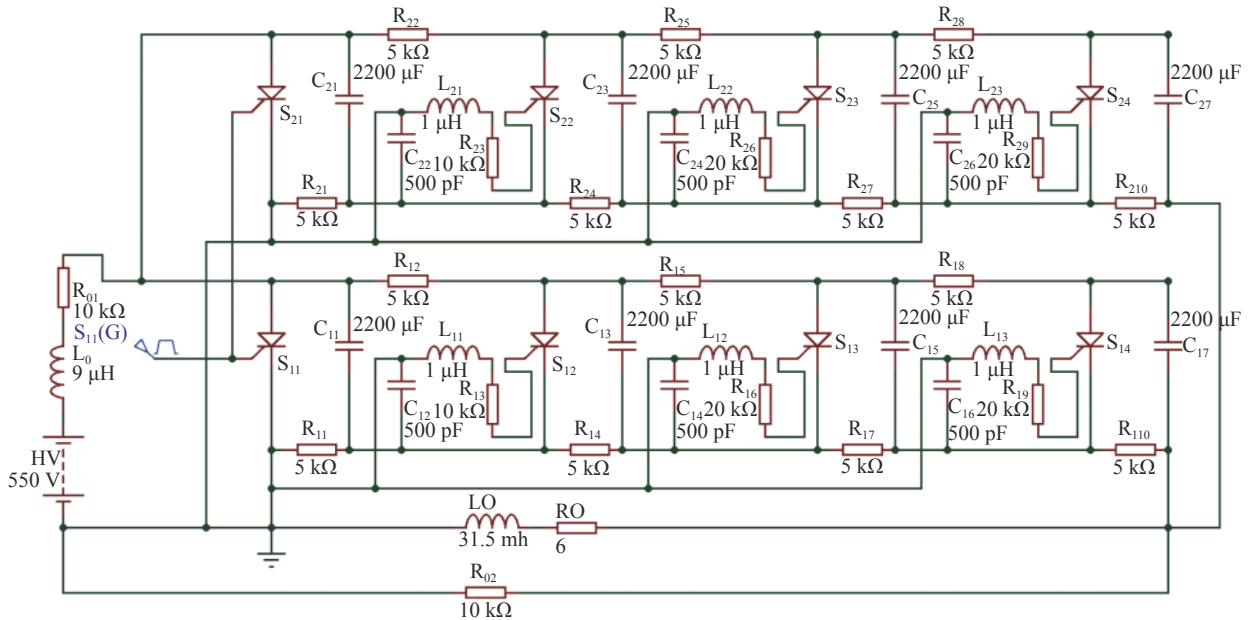 R₂₂
5 kΩ
R₂₅
5 kΩ
R₂₈
5 kΩ
2200 μF
C₂₁
L₂₁
1 μH
S₂₁
S₂₂
R₂₃
10 kΩ
C₂₂
500 pF
2200 μF
C₂₃
L₂₂
1 μH
S₂₃
R₂₆
20 kΩ
C₂₄
500 pF
2200 μF
C₂₅
L₂₃
1 μH
S₂₄
R₂₉
20 kΩ
C₂₆
500 pF
2200 μF
C₂₇
R₂₁
5 kΩ
R₂₄
5 kΩ
R₂₇
5 kΩ
R₂₁₀
5 kΩ
R₀₁
10 kΩ
S₁₁(G)
L₀
9 μH
HV
550 V
R₁₂
5 kΩ
R₁₅
5 kΩ
R₁₈
5 kΩ
2200 μF
C₁₁
L₁₁
1 μH
S₁₁
S₁₂
R₁₃
10 kΩ
C₁₂
500 pF
2200 μF
C₁₃
L₁₂
1 μH
S₁₃
R₁₆
20 kΩ
C₁₄
500 pF
2200 μF
C₁₅
L₁₃
1 μH
S₁₄
R₁₉
20 kΩ
C₁₆
500 pF
2200 μF
C₁₇
R₁₁
5 kΩ
R₁₄
5 kΩ
R₁₇
5 kΩ
R₁₁₀
5 kΩ
LO
31.5 mh
RO
6
R₀₂
10 kΩ